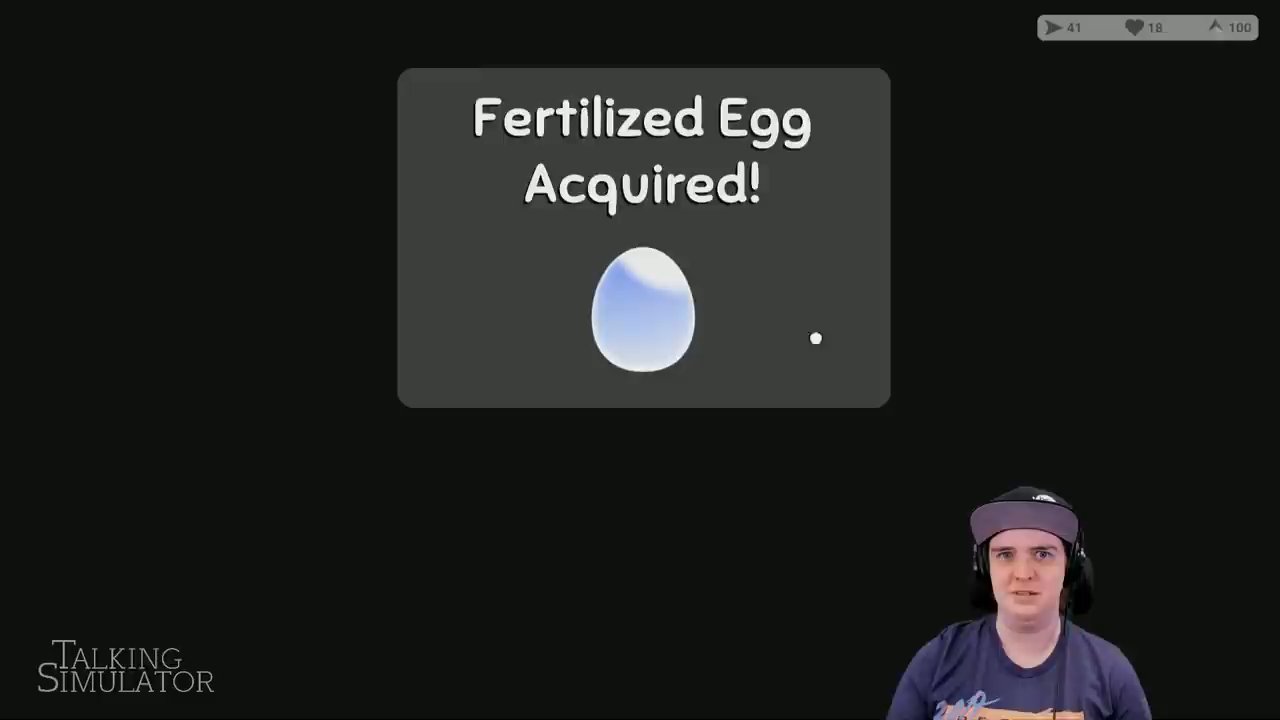 41 18 100
Fertilized Egg
Acquired!
TALKING
SIMULATOR